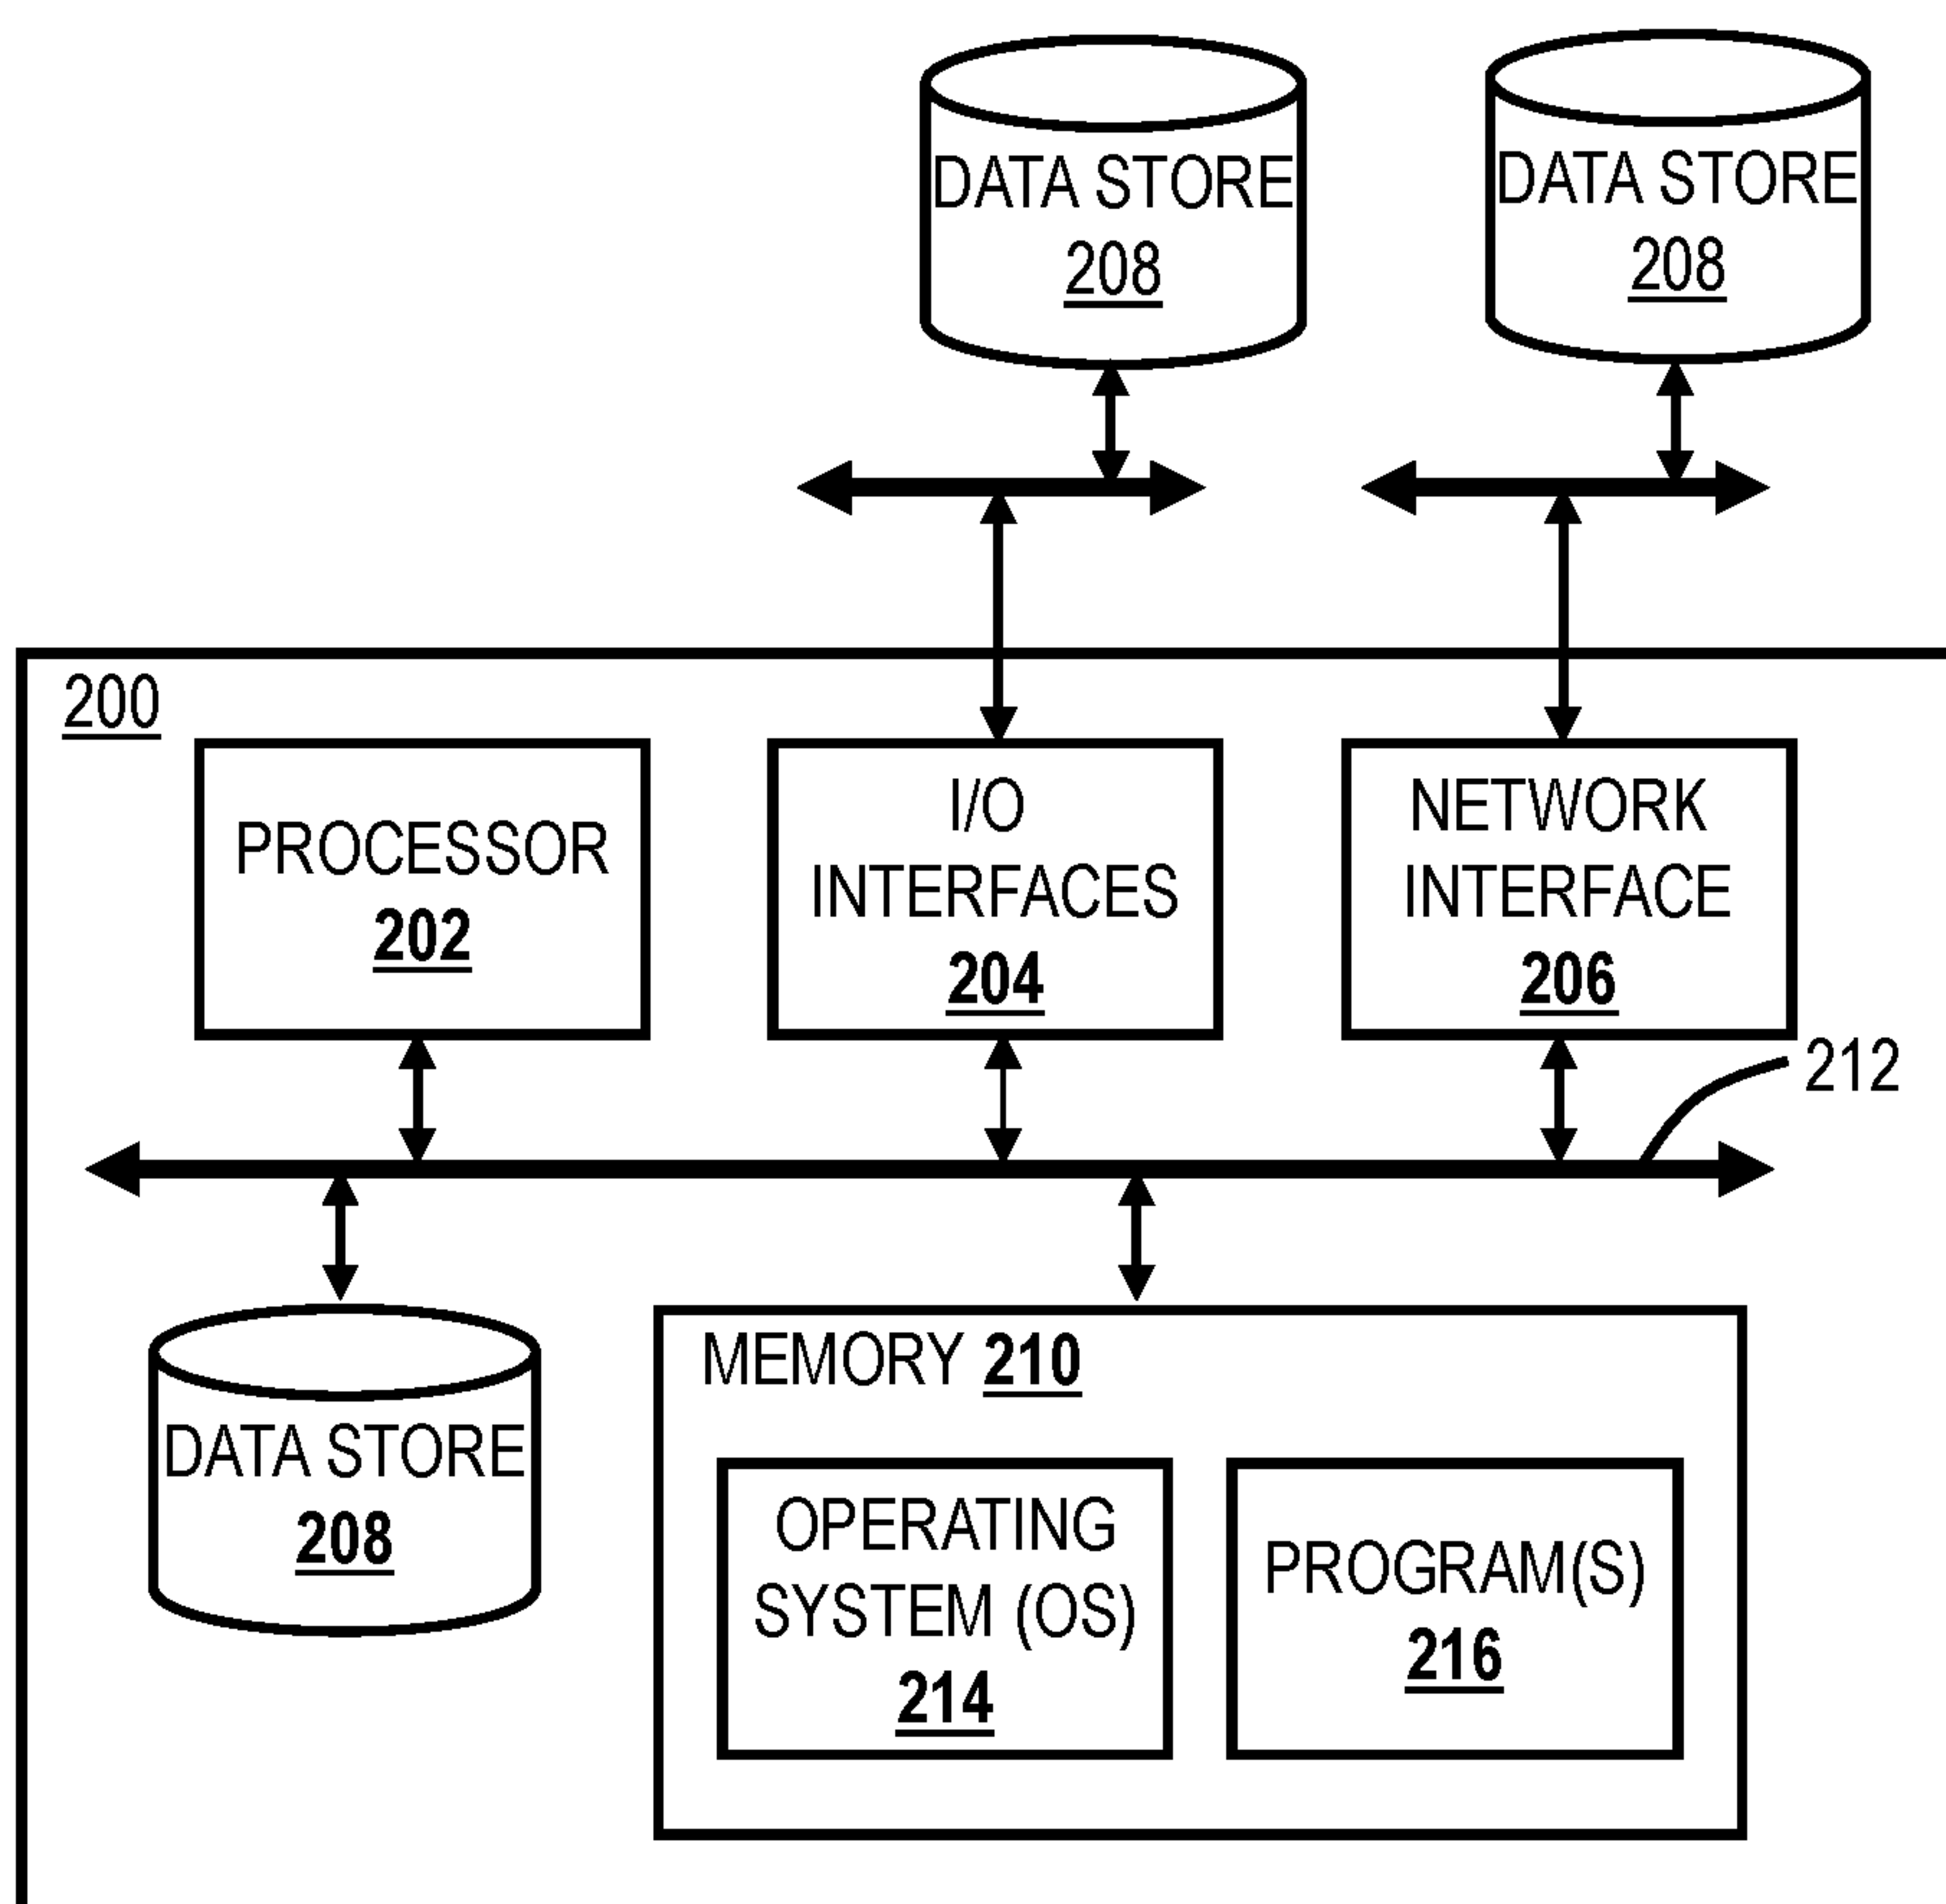 DATA STORE
208
DATA STORE
208
200
PROCESSOR
202
I/O
INTERFACES
204
NETWORK
INTERFACE
206
212
DATA STORE
208
MEMORY 210
OPERATING
SYSTEM (OS)
214
PROGRAM(S)
216